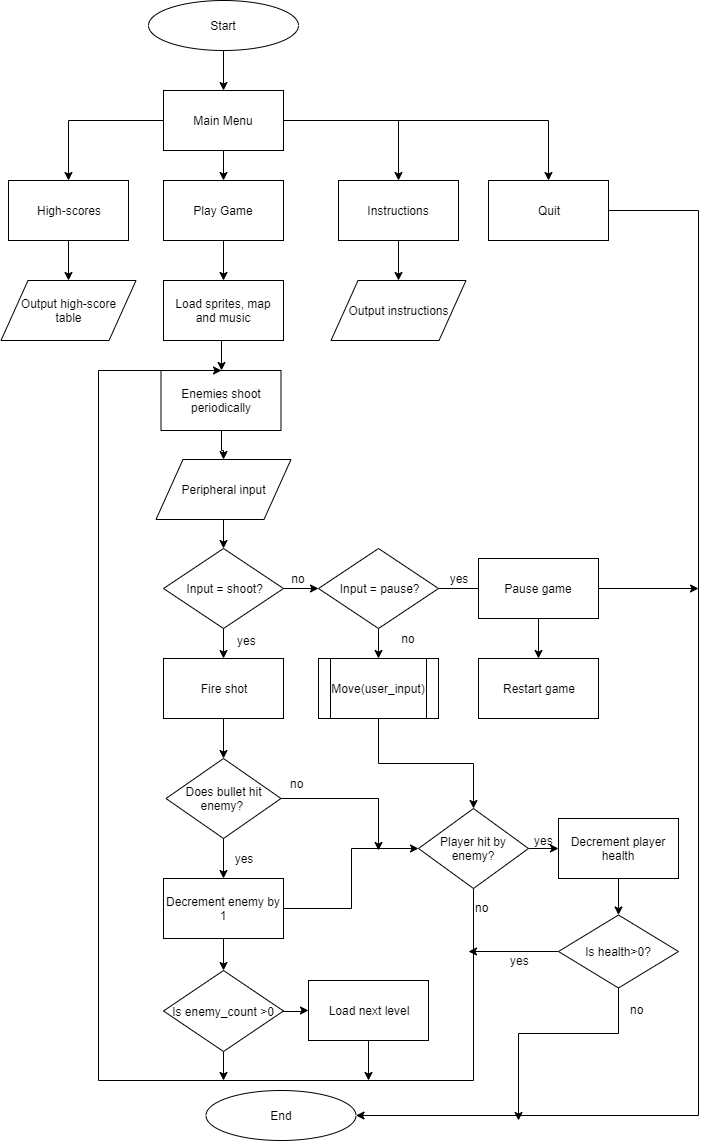 Start
Main Menu
High-scores
Play Game
Instructions
Quit
Output high-score
table
Load sprites, map
and music
Output instructions
Enemies shoot
periodically
Peripheral input
Input = shoot?
no
Input = pause?
yes
Pause game
yes
no
Fire shot
Move(user_input)
Restart game
Does bullet hit
enemy?
no
Player hit by
enemy?
yes
Decrement player
health
yes
Decrement enemy by
1
no
Is health>0?
yes
no
Is enemy_count >0
Load next level
End